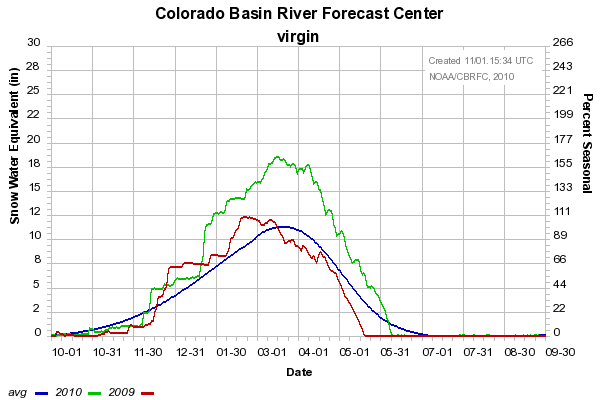 Colorado Basin River Forecast Center
virgin
Created 11/01.15:34 UTC
NOAA/CBRFC, 2010
Snow Water Equivalent (in)
30
28
25
22
20
18
15
12
10
8
5
2
0
266
243
221
199
177
155
133
111
89
66
44
22
0
Percent Seasonal
10-01 10-31 11-30 12-31 01-30 03-01 04-01 05-01 05-31 07-01 07-31 08-30 09-30
Date
avg 2010 2009